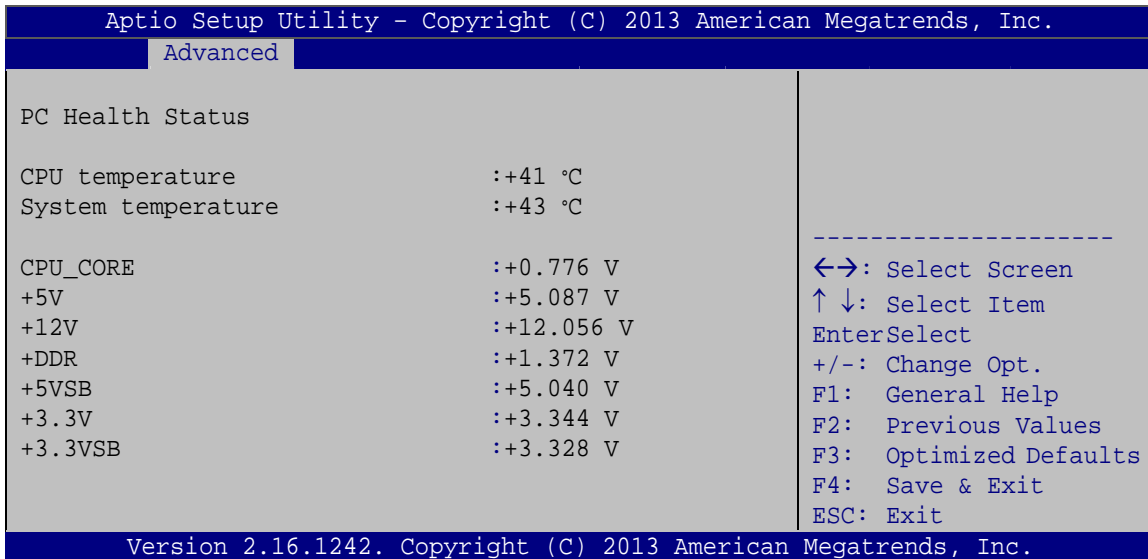 Aptio Setup Utility – Copyright (C) 2013 American Megatrends, Inc.
Advanced
PC Health Status
CPU temperature :+41 ℃
System temperature :+43 ℃
CPU_CORE :+0.776 V
+5V :+5.087 V
+12V :+12.056 V
+DDR :+1.372 V
+5VSB :+5.040 V
+3.3V :+3.344 V
+3.3VSB :+3.328 V
---------------------
←→: Select Screen
↑ ↓: Select Item
EnterSelect
+/-: Change Opt.
F1: General Help
F2: Previous Values
F3: Optimized Defaults
F4: Save & Exit
ESC: Exit
Version 2.16.1242. Copyright (C) 2013 American Megatrends, Inc.